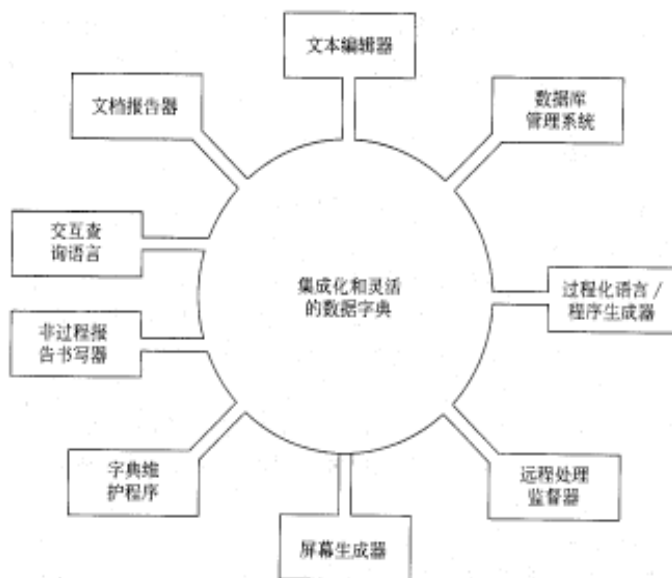 文本编辑器
文档报告器
数据库
管理系统
交互查
询语言
集成化和灵活
的数据字典
过程化语言/
程序生成器
非过程报
告书写器
字典维
护程序
远程处理
监督器
屏幕生成器